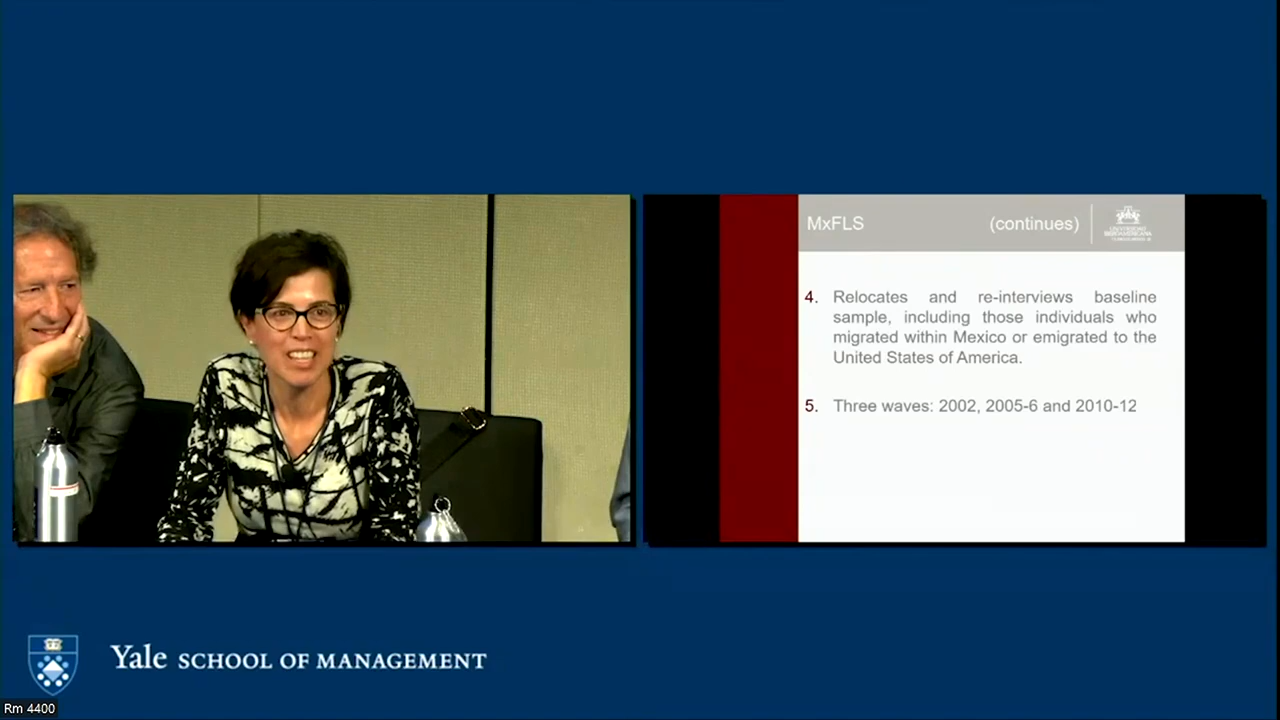 MxFLS (continues)
UNIVERSIDAD
IBEROAMERICANA
4. Relocates and re-interviews baseline
sample, including those individuals who
migrated within Mexico or emigrated to the
United States of America.
5. Three waves: 2002, 2005-6 and 2010-12
Yale SCHOOL OF MANAGEMENT
Rm 4400